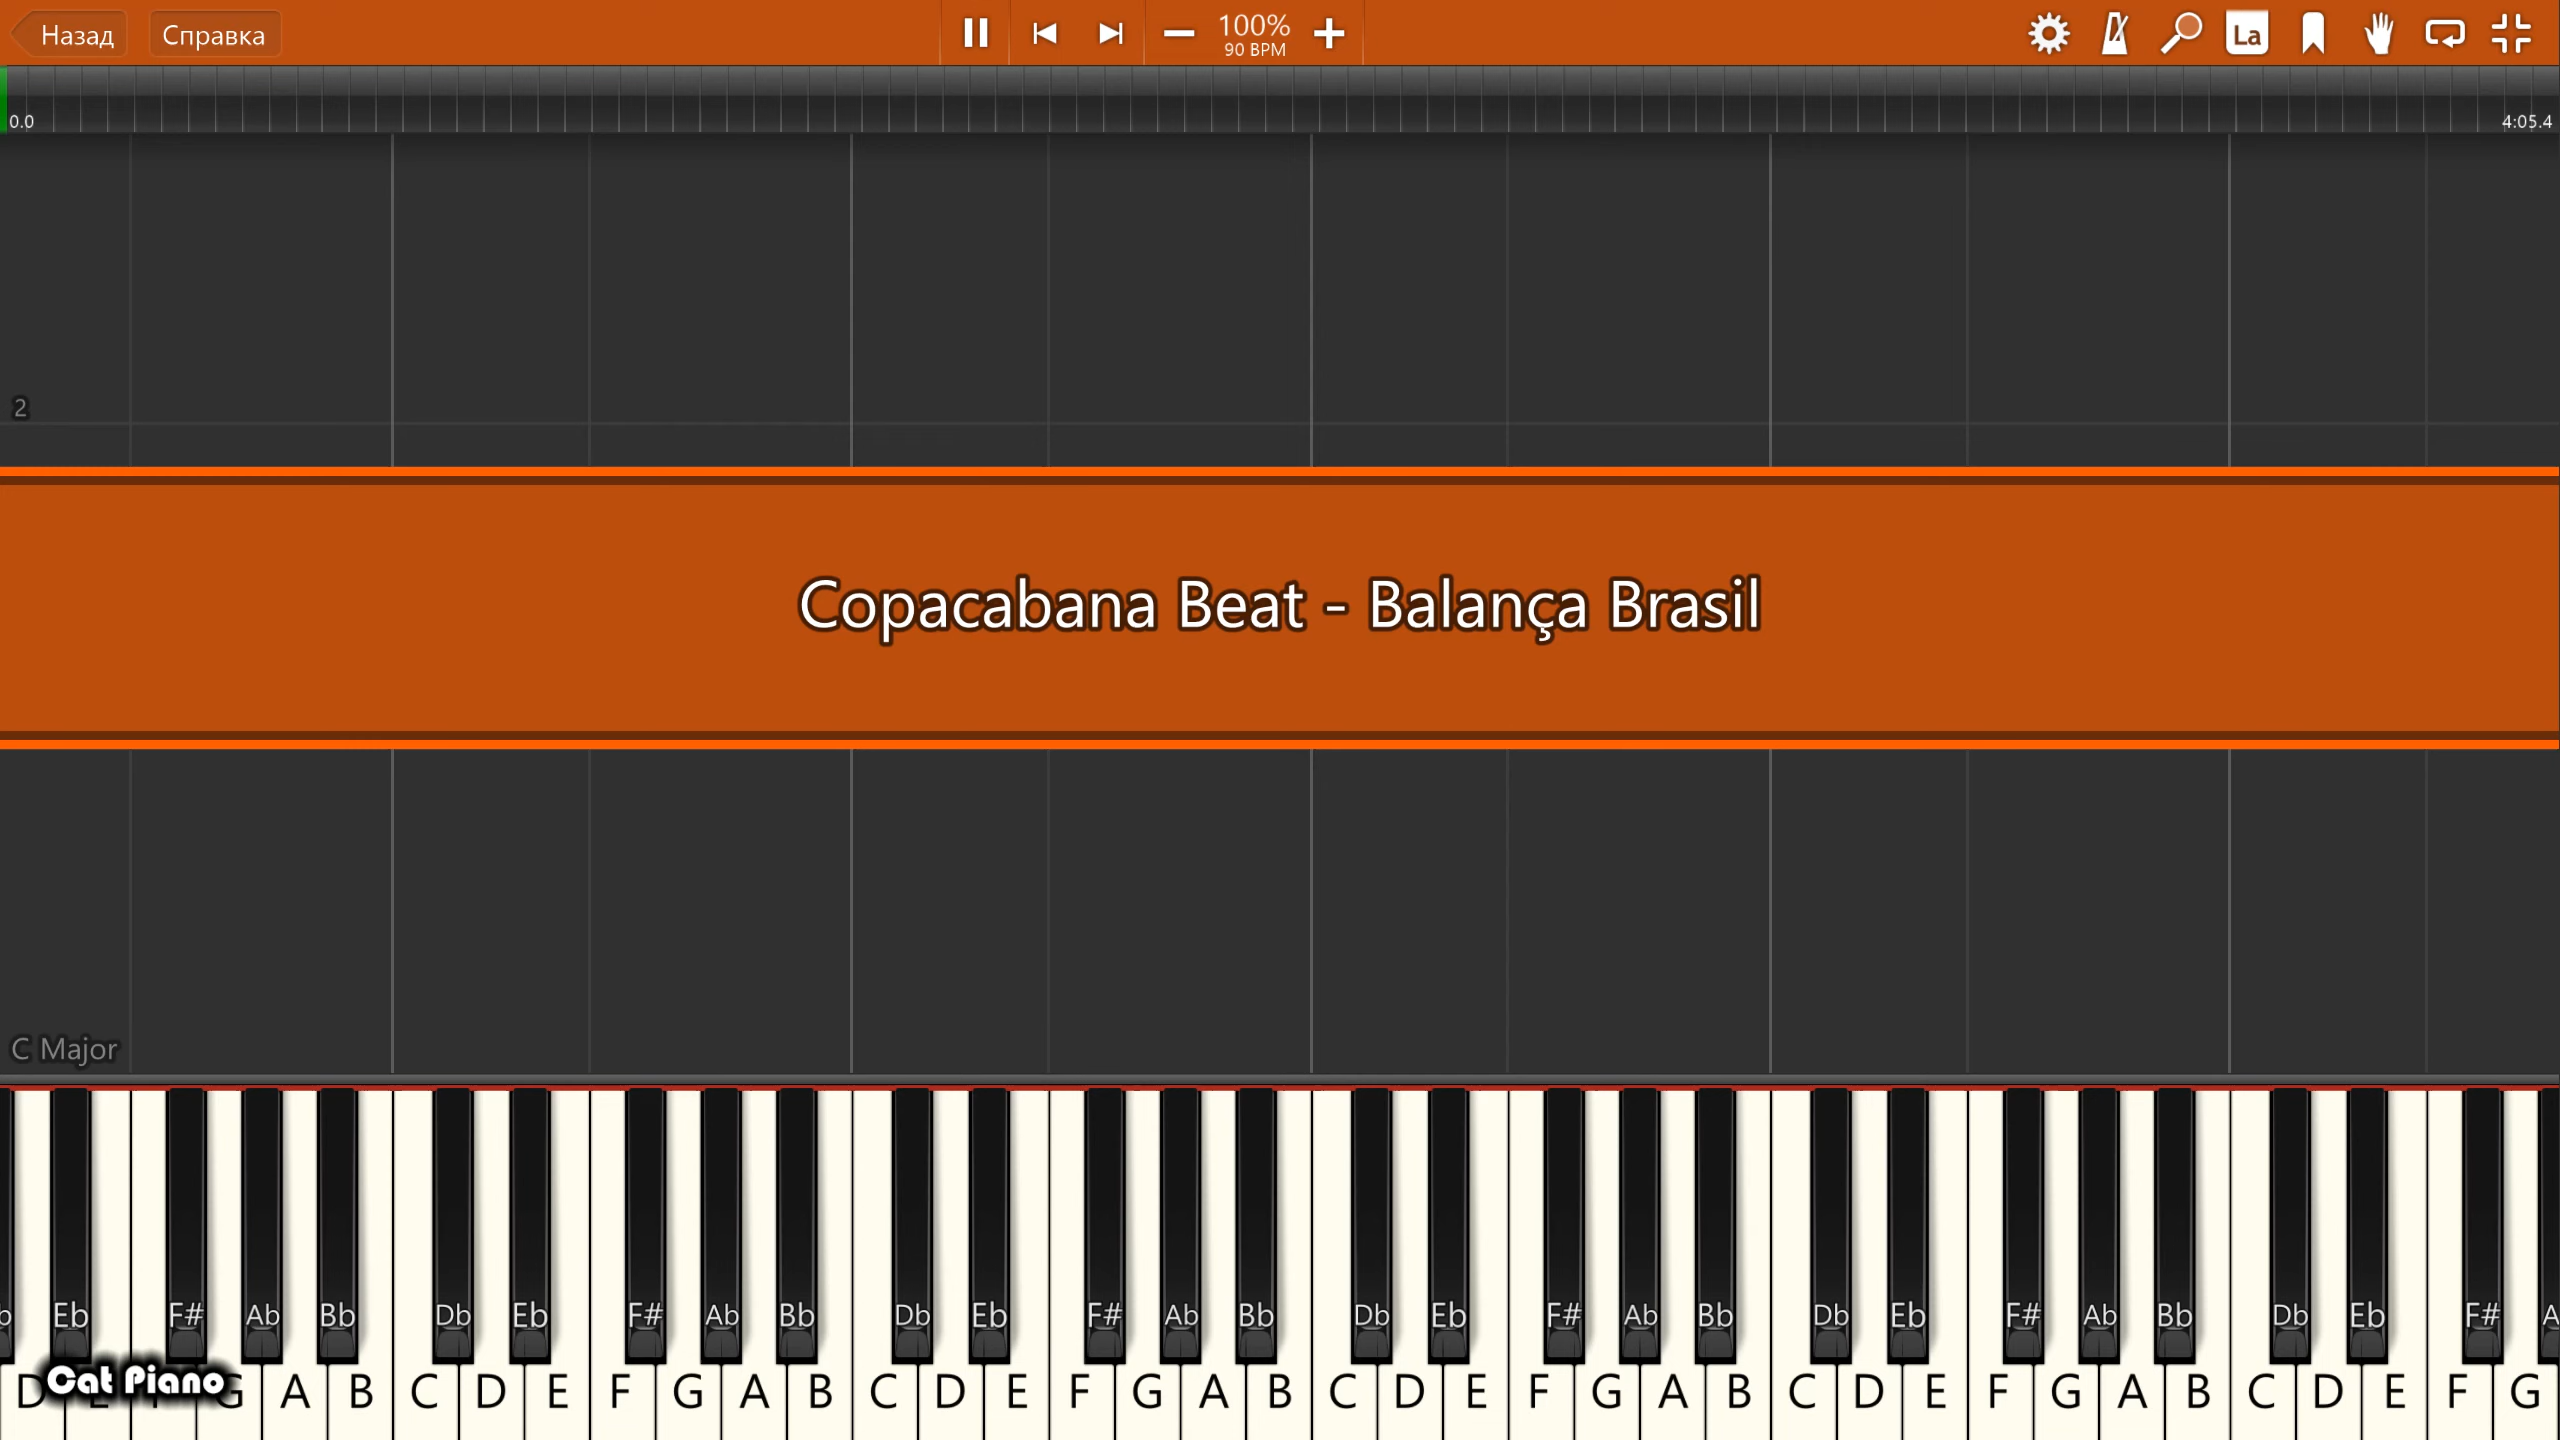 Назад Справка 100% La
90 BPM
0.0 4:05.4
2
Copacabana Beat - Balança Brasil
C Major
b Eb F# Ab Bb Db Eb F# Ab Bb Db Eb F# Ab Bb Db Eb F# Ab Bb Db Eb F# Ab Bb Db Eb F# A
Cat Piano
D E F G A B C D E F G A B C D E F G A B C D E F G A B C D E F G A B C D E F G